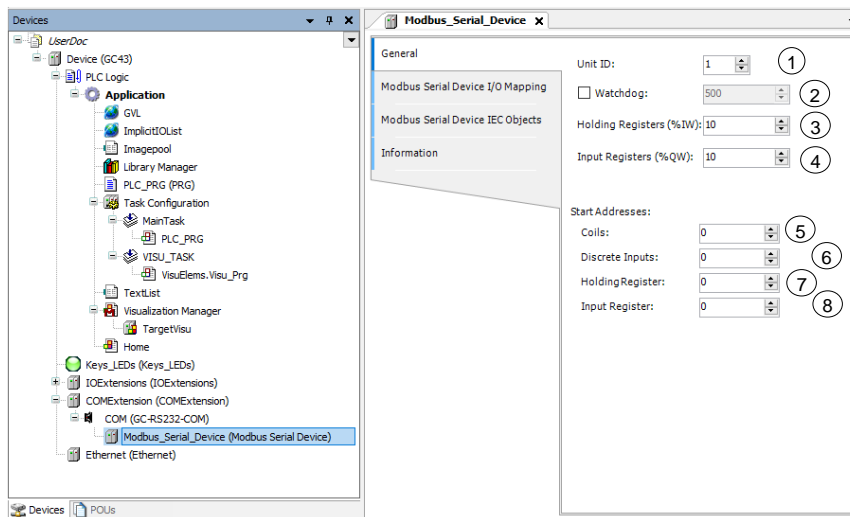 Devices
UserDoc
Device (GC43)
PLC Logic
Application
GVL
ImplicitIOList
Imagepool
Library Manager
PLC_PRG (PRG)
Task Configuration
MainTask
PLC_PRG
VISU_TASK
VisuElems.Visu_Prg
TextList
Visualization Manager
TargetVisu
Home
Keys_LEDs (Keys_LEDs)
IOExtensions (IOExtensions)
COMExtension (COMExtension)
COM (GC-RS232-COM)
Modbus_Serial_Device (Modbus Serial Device)
Ethernet (Ethernet)
Devices POUs
Modbus_Serial_Device
General
Modbus Serial Device I/O Mapping
Modbus Serial Device IEC Objects
Information
Unit ID: 1 1
Watchdog: 500 2
Holding Registers (%IW): 10 3
Input Registers (%QW): 10 4
Start Addresses:
Coils: 0 5
Discrete Inputs: 0 6
Holding Register: 0 7
Input Register: 0 8